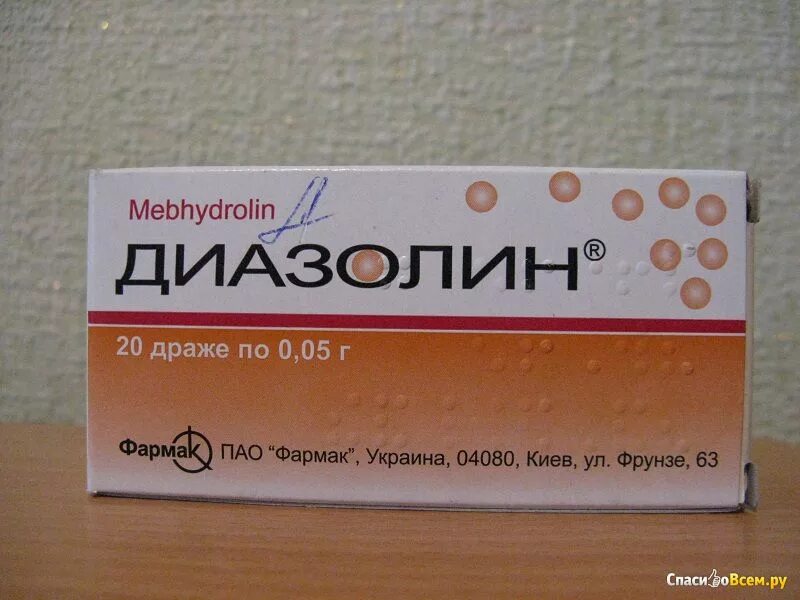 Mebhydrolin Д
ДИАЗОЛИН®
20 драже по 0,05 г
Фармак ПАО "Фармак", Украина, 04080, Киев, ул. Фрунзе, 63
СпасибоВсем.ру